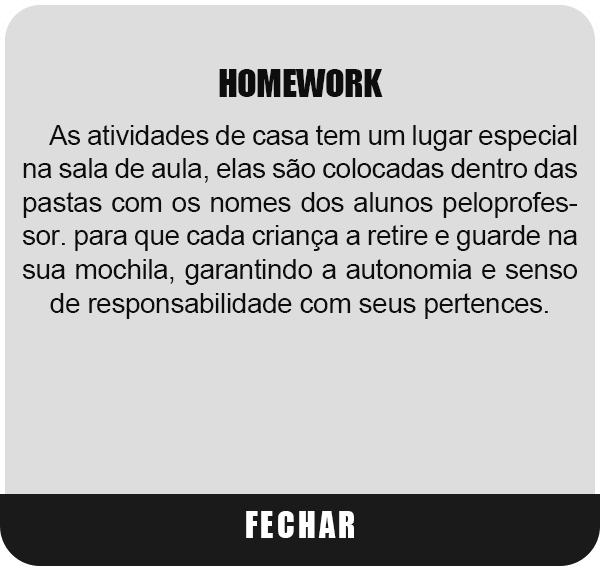 HOMEWORK
As atividades de casa tem um lugar especial
na sala de aula, elas são colocadas dentro das
pastas com os nomes dos alunos peloprofes-
sor. para que cada criança a retire e guarde na
sua mochila, garantindo a autonomia e senso
de responsabilidade com seus pertences.
FECHAR